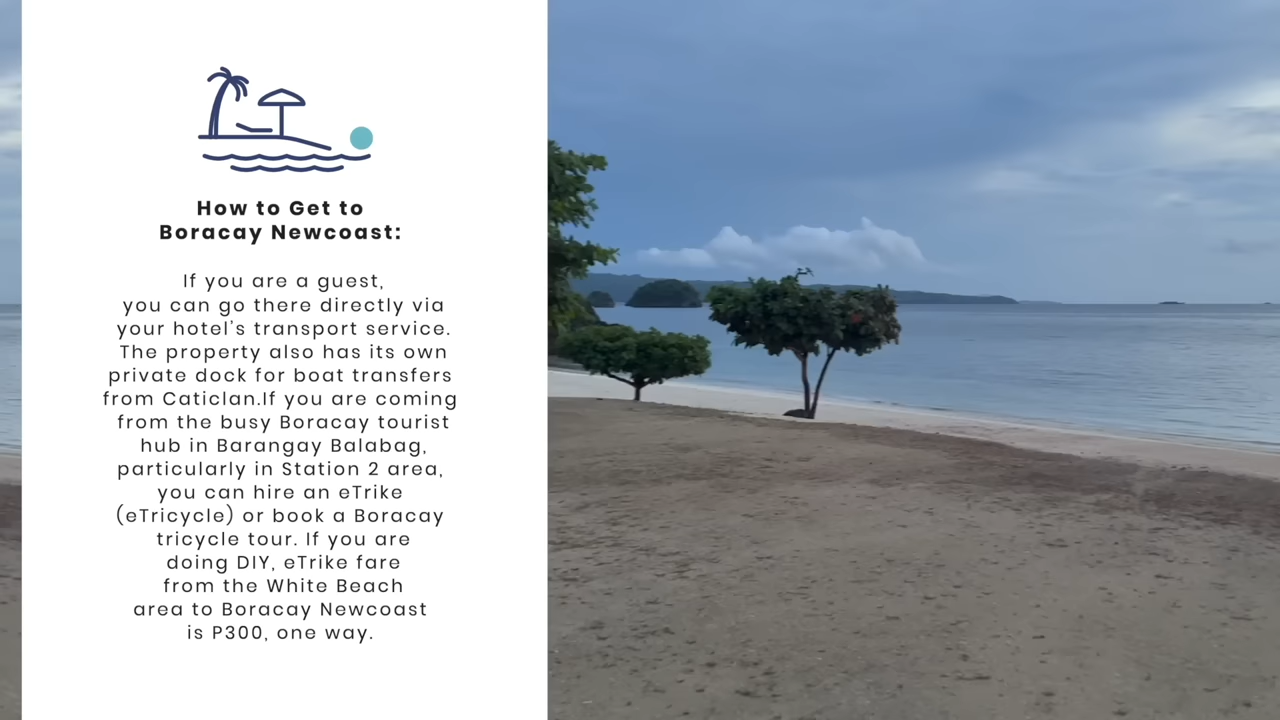 How to Get to
Boracay Newcoast:
If you are a guest,
you can go there directly via
your hotel's transport service.
The property also has its own
private dock for boat transfers
from Caticlan.If you are coming
from the busy Boracay tourist
hub in Barangay Balabag,
particularly in Station 2 area,
you can hire an eTrike
(eTricycle) or book a Boracay
tricycle tour. If you are
doing DIY, eTrike fare
from the White Beach
area to Boracay Newcoast
is P300, one way.